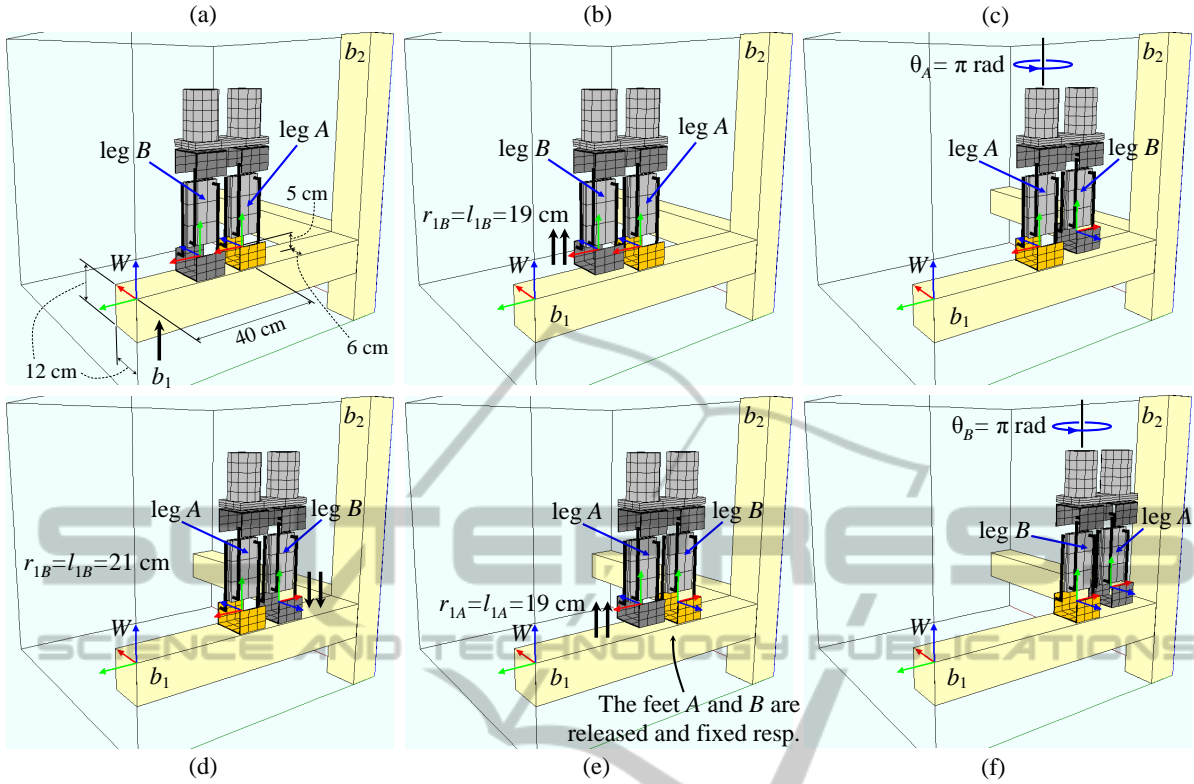 (a)
(b)
(c)
b2
leg B
leg A
5 cm
W
40 cm
6 cm
12 cm
b1
b2
leg A
leg B
r1B=l1B=19 cm
W
b1
θA= π rad
b2
leg A
leg B
W
b1
b2
leg A
leg B
r1B=l1B=21 cm
W
b1
b2
leg A
leg B
r1A=l1A=19 cm
W
b1
The feet A and B are
released and fixed resp.
θB= π rad
b2
leg B
leg A
W
b1
SCITEPRESS
SCIENCE AND TECHNOLOGY PUBLICATIONS
(d)
(e)
(f)